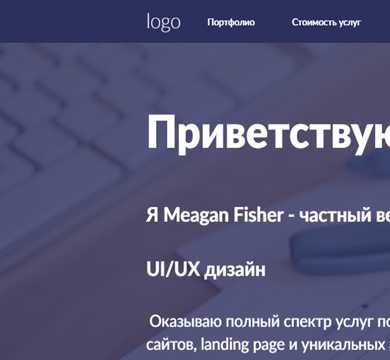 logo Портфолио Стоимость услуг
Приветствую
Я Meagan Fisher - частный ве
UI/UX дизайн
Оказываю полный спектр услуг по
сайтов, landing page и уникальных